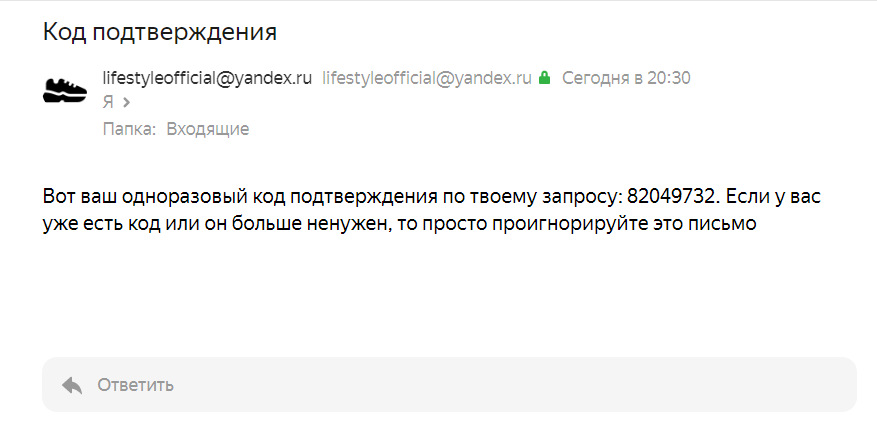 Код подтверждения
lifestyleofficial@yandex.ru lifestyleofficial@yandex.ru Сегодня в 20:30
Я >
Папка: Входящие
Вот ваш одноразовый код подтверждения по твоему запросу: 82049732. Если у вас
уже есть код или он больше ненужен, то просто проигнорируйте это письмо
Ответить